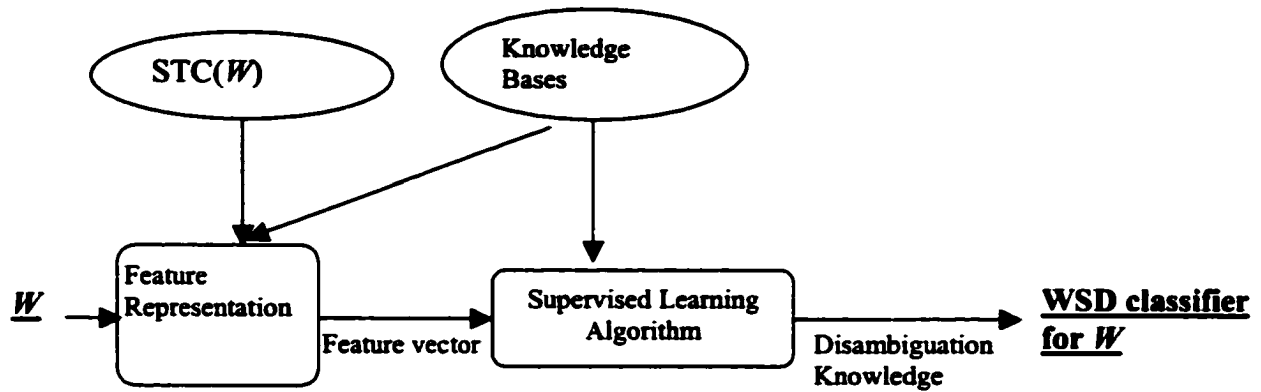 STC(W)
Knowledge
Bases
W
Feature
Representation
Feature vector
Supervised Learning
Algorithm
Disambiguation
Knowledge
WSD classifier
for W